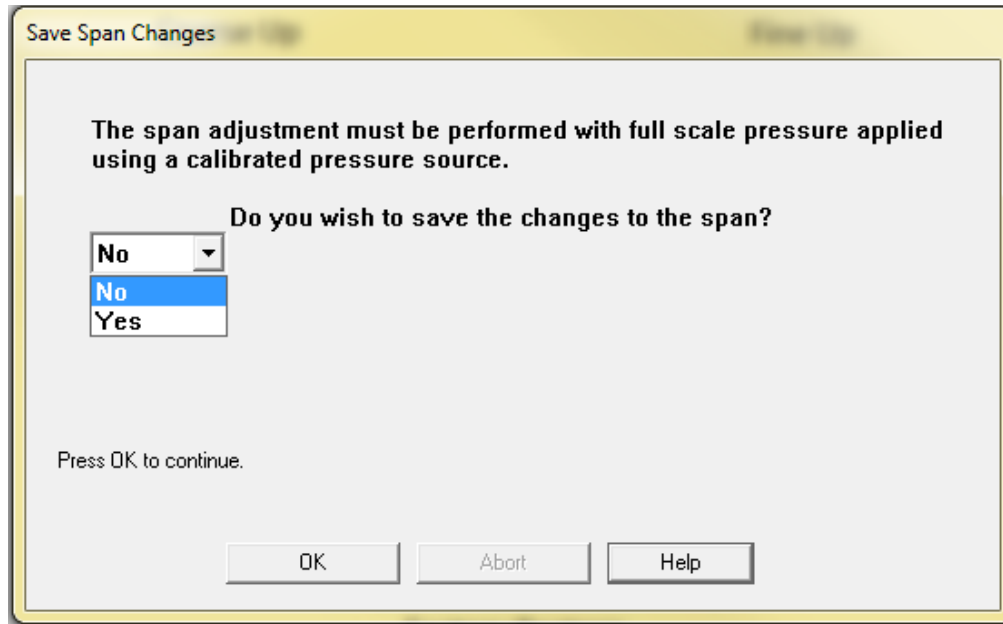 Save Span Changes
Fine Up
The span adjustment must be performed with full scale pressure applied
using a calibrated pressure source.
Do you wish to save the changes to the span?
No
No
Yes
Press OK to continue.
OK
Abort
Help